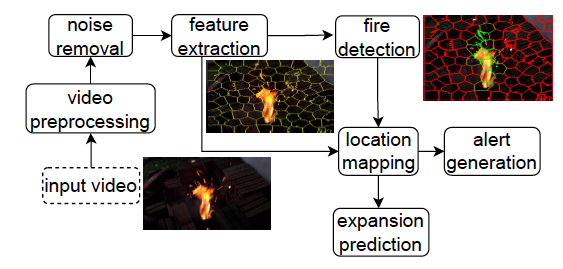 noise
removal
feature
extraction
fire
detection
video
preprocessing
input video
location
mapping
alert
generation
expansion
prediction